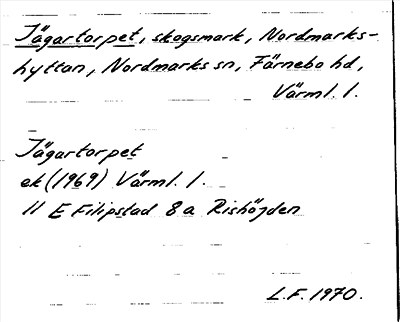 Jägartorpet, skogsmark, Nordmarks-
hyttan, Nordmarks sn, Färnebo hd,
Värml. l.
Jägartorpet
ek (1969) Värml. l.
11 E Filipstad 8 a Rishöjden
L.F. 1970.